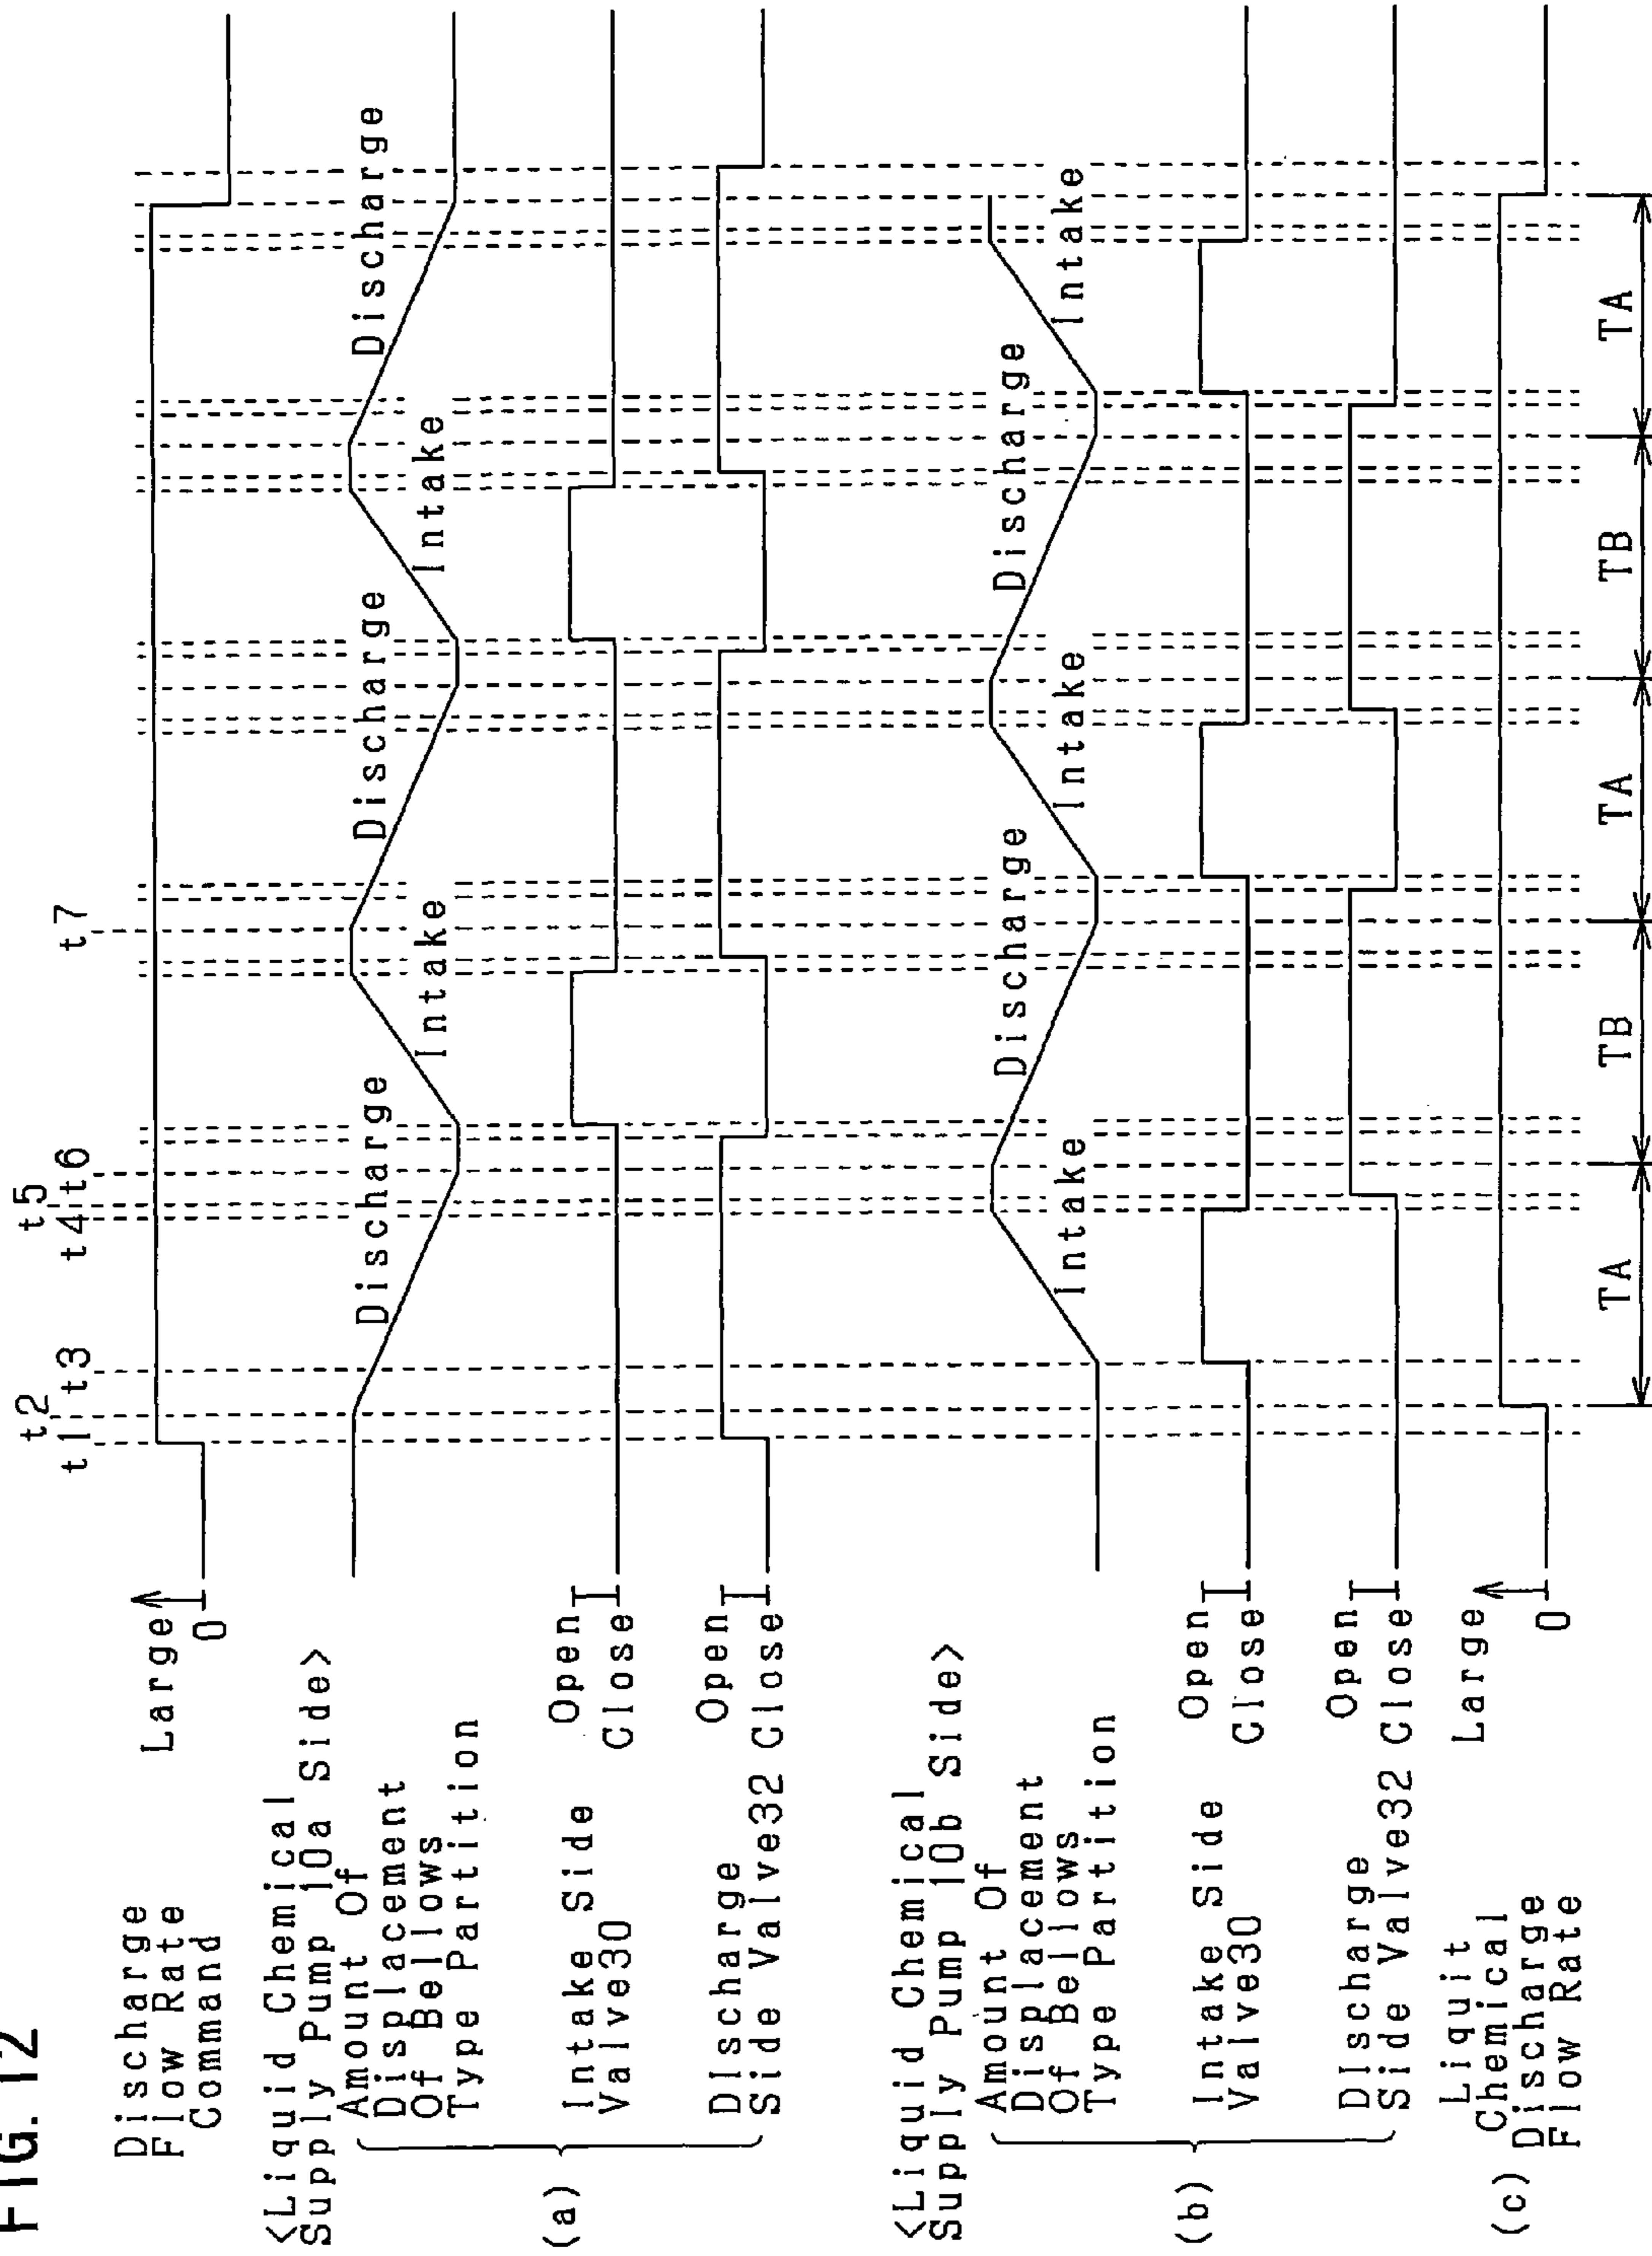 FIG. 12
t1
t2
t3
t4
t5
t6
t7
Discharge
Flow Rate
Command
Large
0
<Liquid Chemical
Supply Pump 10a Side>
(a)
Amount Of
Displacement
Of Bellows
Type Partition
Discharge
Intake
Discharge
Intake
Discharge
Intake Side
Valve30
Open
Close
DIscharge
Side Valve32
Open
Close
<Liquid Chemical
Supply Pump 10b Side>
(b)
Amount Of
Displacement
Of Bellows
Type Partition
Intake
Discharge
Intake
Discharge
Intake
Intake Side
Valve30
Open
Close
DIscharge
Side Valve32
Open
Close
(c)
Liquit
Chemical
Discharge
Flow Rate
Large
0
TA
TB
TA
TB
TA